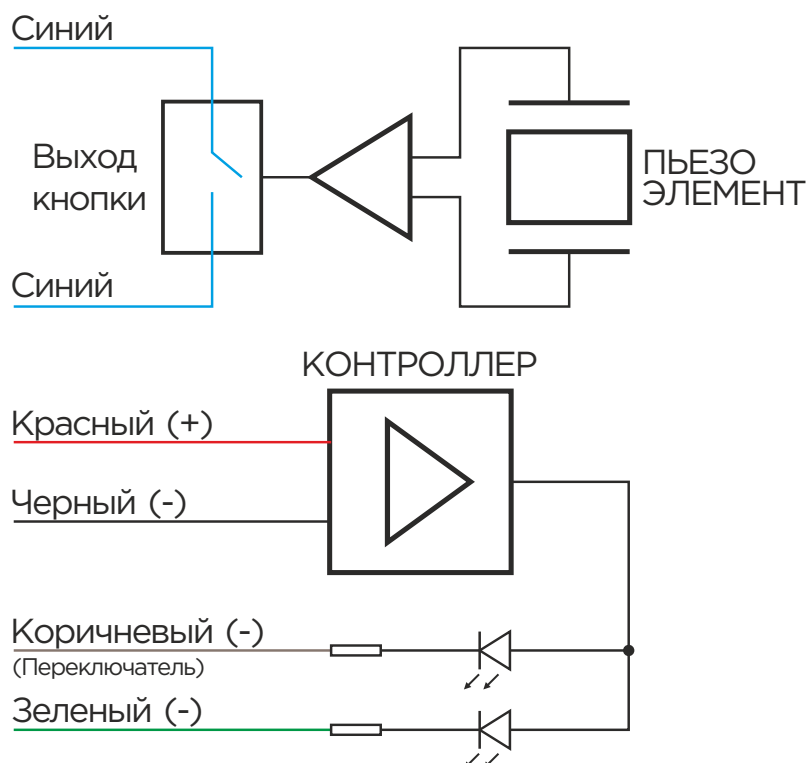 Синий
Выход
кнопки
ПЬЕЗО
ЭЛЕМЕНТ
Синий
КОНТРОЛЛЕР
Красный (+)
Черный (-)
Коричневый (-)
(Переключатель)
Зеленый (-)